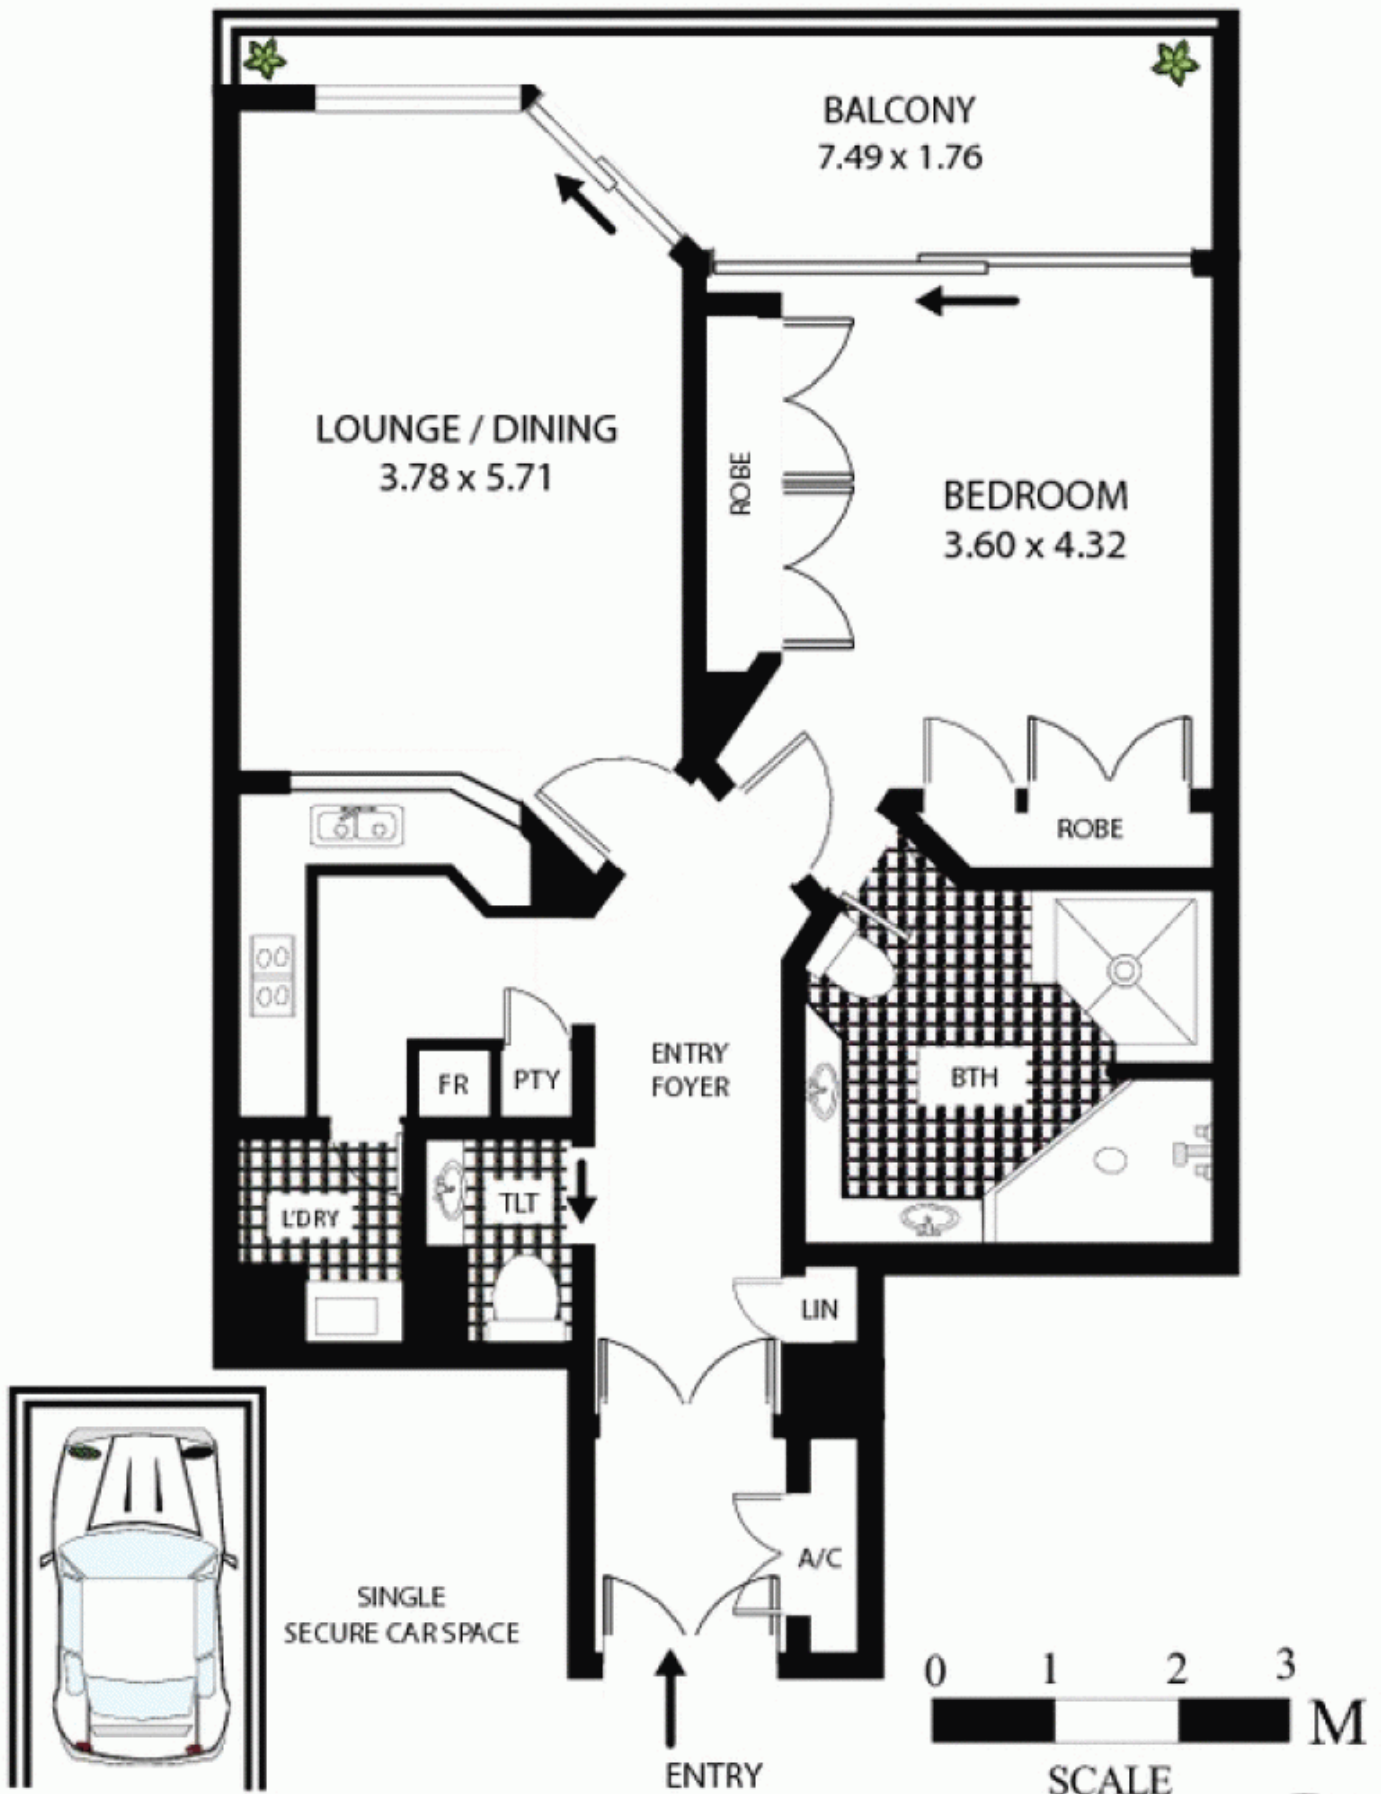 BALCONY
7.49 x 1.76
LOUNGE / DINING
3.78 x 5.71
ROBE
BEDROOM
3.60 x 4.32
ROBE
ENTRY
FOYER
FR
PTY
BTH
L'DRY
TLT
LIN
A/C
SINGLE
SECURE CAR SPACE
0 1 2 3
M
SCALE
ENTRY